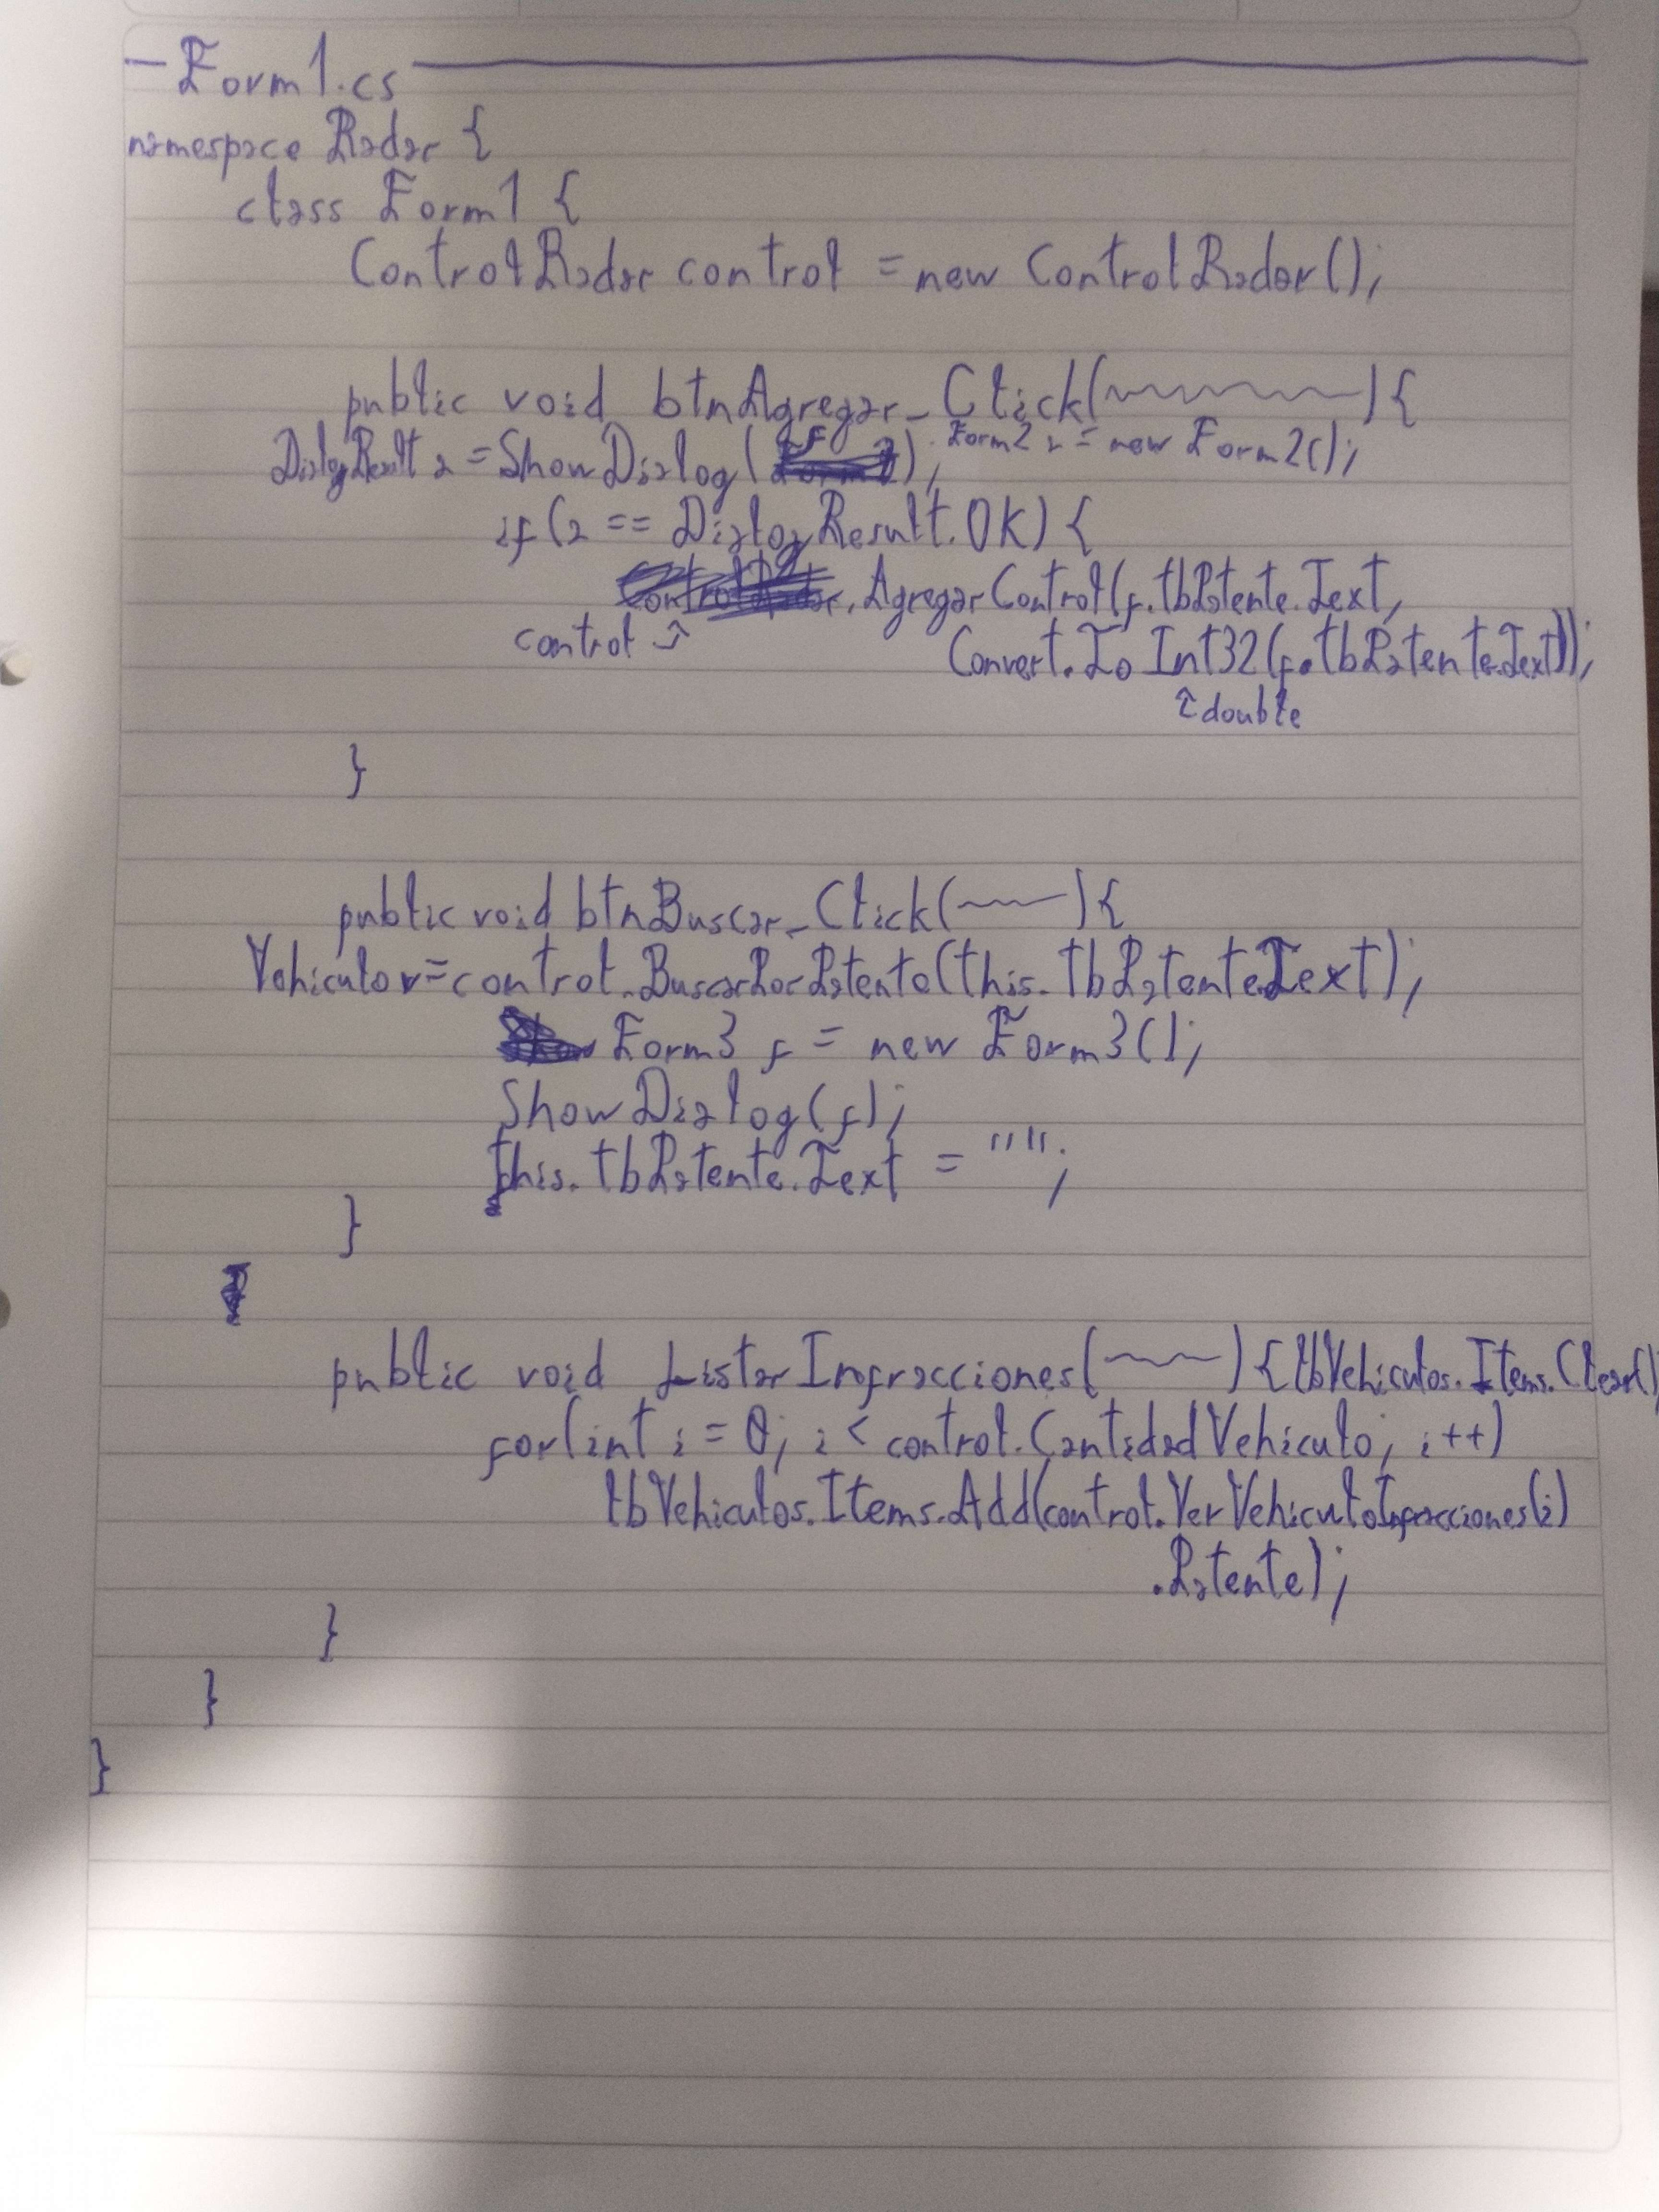 — Form1.cs
namespace Radar {
class Form1 {
ControlRadar control = new ControlRadar();
public void btnAgregar_Click(           ) {
Form2 r = new Form2();
DialogResult a = ShowDialog(F);
if (a == DialogResult.OK) {
.AgregarControl(f.tbPatente.Text,
control
Convert.ToInt32(f.tbPatente.Text));
↑double
}
public void btnBuscar_Click(     ) {
Vehiculo v = control.BuscarPorPatente(this.tbPatente.Text);
Form3 f = new Form3();
ShowDialog(f);
this.tbPatente.Text = "";
}
public void ListarInfracciones(     ) { lbVehiculos.Items.Clear()
for(int i = 0; i < control.CantidadVehiculo; i++)
lbVehiculos.Items.Add(control.VerVehiculoInfracciones(i)
.Patente);
}
}
}